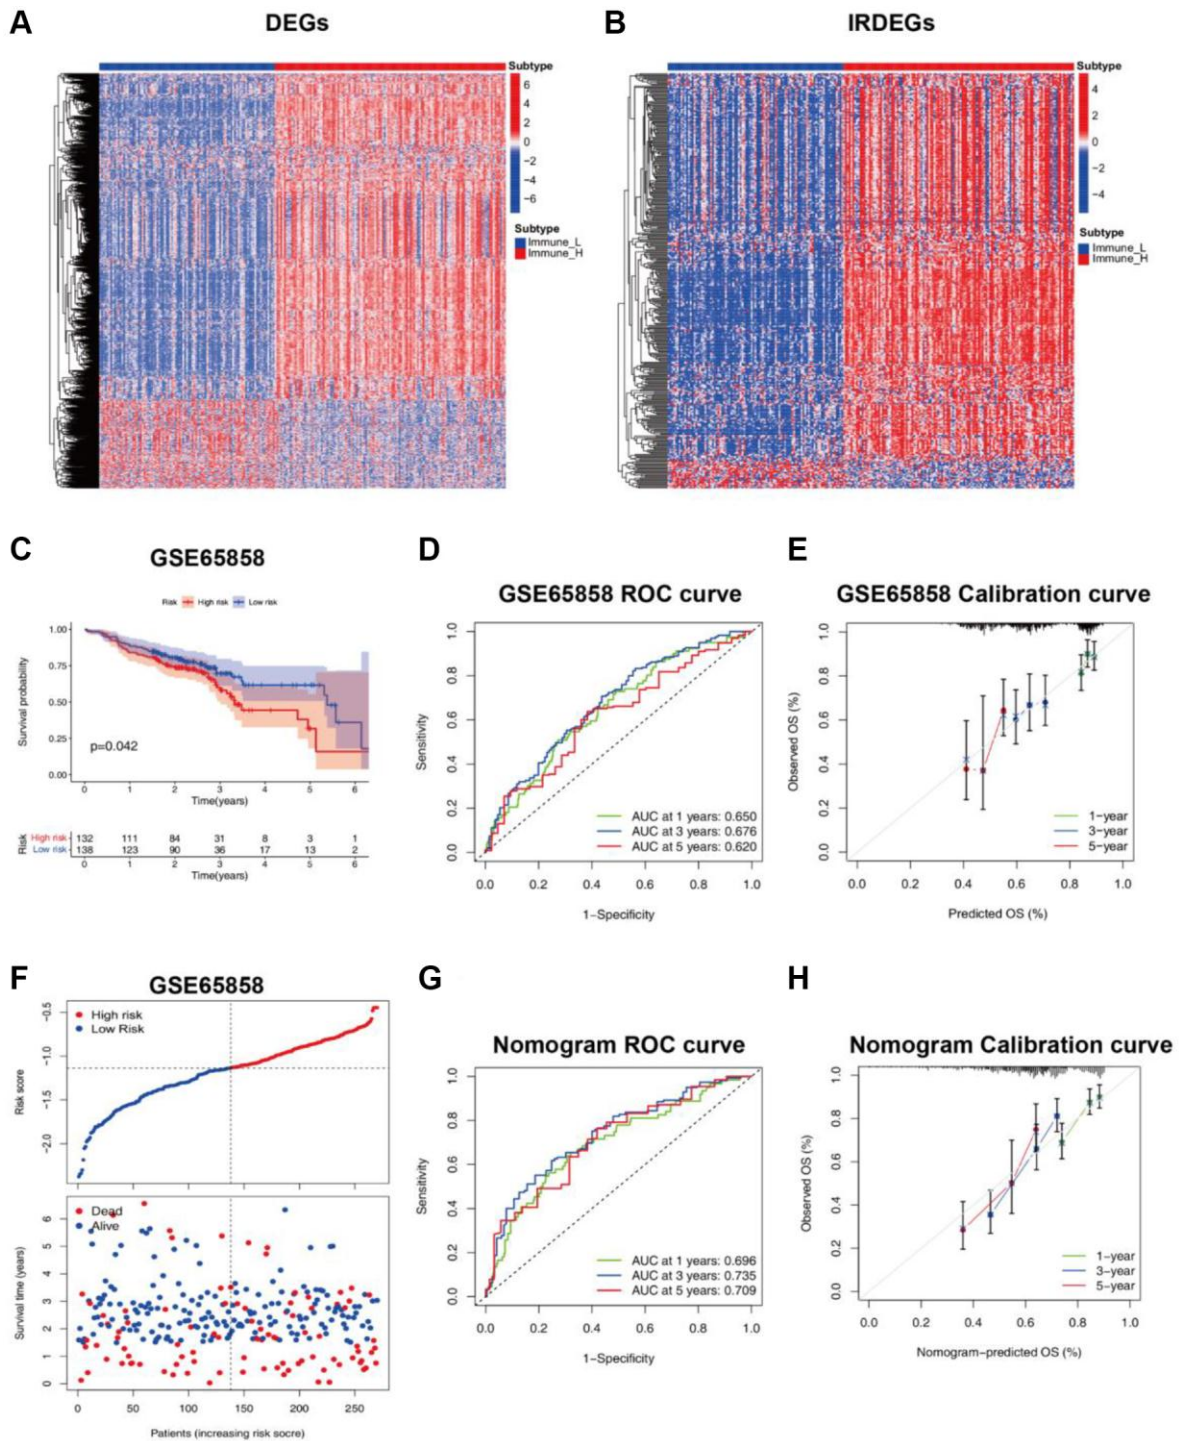 A
DEGs
Subtype
6
4
2
0
−2
−4
−6
Subtype
Immune_L
Immune_H
B
IRDEGs
Subtype
4
2
0
−2
−4
Subtype
Immune_L
Immune_H
C
GSE65858
Risk High risk Low risk
Survival probability
1.00
0.75
0.50
0.25
0.00
p=0.042
0 1 2 3 4 5 6
Time(years)
Risk
High risk 132 111 84 31 8 3 1
Low risk 138 123 90 36 17 13 2
0 1 2 3 4 5 6
Time(years)
D
GSE65858 ROC curve
Sensitivity
1.0
0.8
0.6
0.4
0.2
0.0
AUC at 1 years: 0.650
AUC at 3 years: 0.676
AUC at 5 years: 0.620
0.0 0.2 0.4 0.6 0.8 1.0
1−Specificity
E
GSE65858 Calibration curve
Observed OS (%)
1.0
0.8
0.6
0.4
0.2
0.0
1−year
3−year
5−year
0.0 0.2 0.4 0.6 0.8 1.0
Predicted OS (%)
F
GSE65858
Risk score
−0.5
−1.0
−1.5
−2.0
High risk
Low Risk
Survival time (years)
6
5
4
3
2
1
0
Dead
Alive
0 50 100 150 200 250
Patients (increasing risk socre)
G
Nomogram ROC curve
Sensitivity
1.0
0.8
0.6
0.4
0.2
0.0
AUC at 1 years: 0.696
AUC at 3 years: 0.735
AUC at 5 years: 0.709
0.0 0.2 0.4 0.6 0.8 1.0
1−Specificity
H
Nomogram Calibration curve
Observed OS (%)
1.0
0.8
0.6
0.4
0.2
0.0
1−year
3−year
5−year
0.0 0.2 0.4 0.6 0.8 1.0
Nomogram−predicted OS (%)